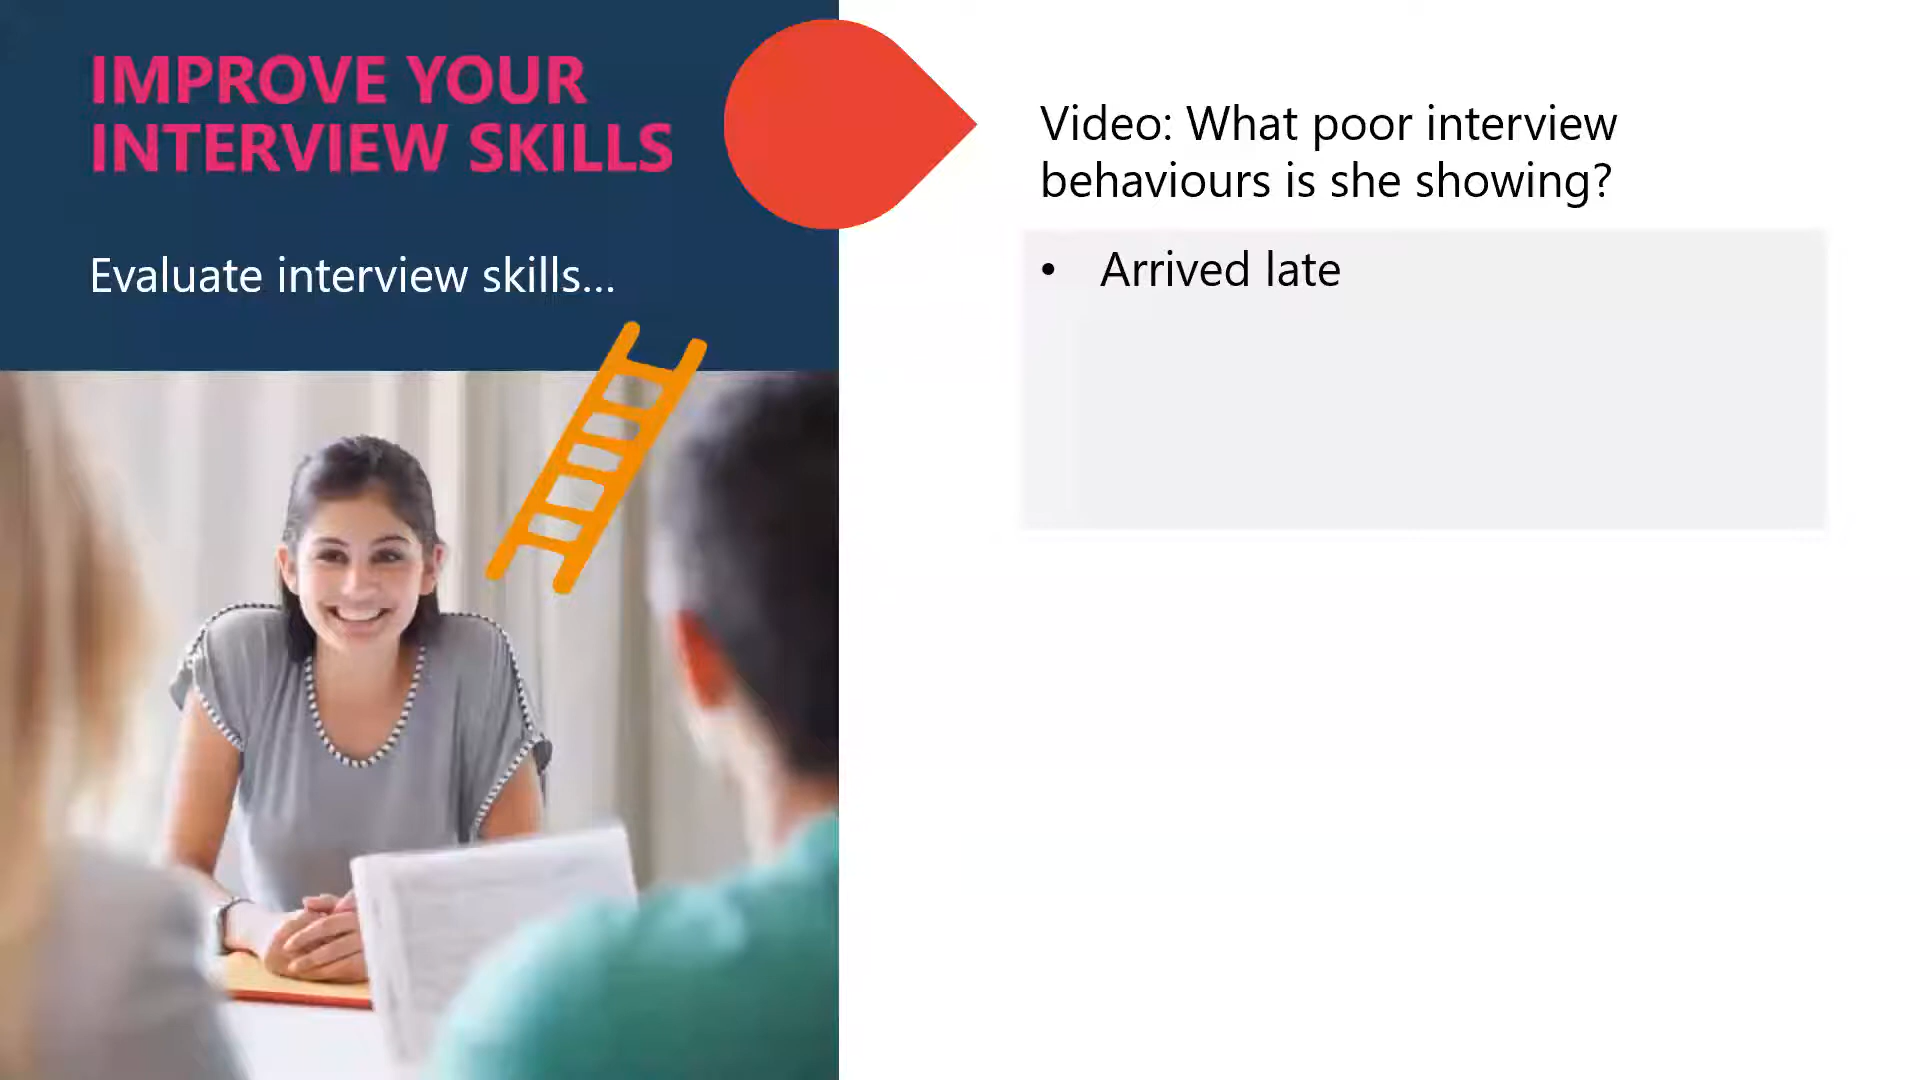 IMPROVE YOUR
INTERVIEW SKILLS
Evaluate interview skills...
Video: What poor interview
behaviours is she showing?
• Arrived late